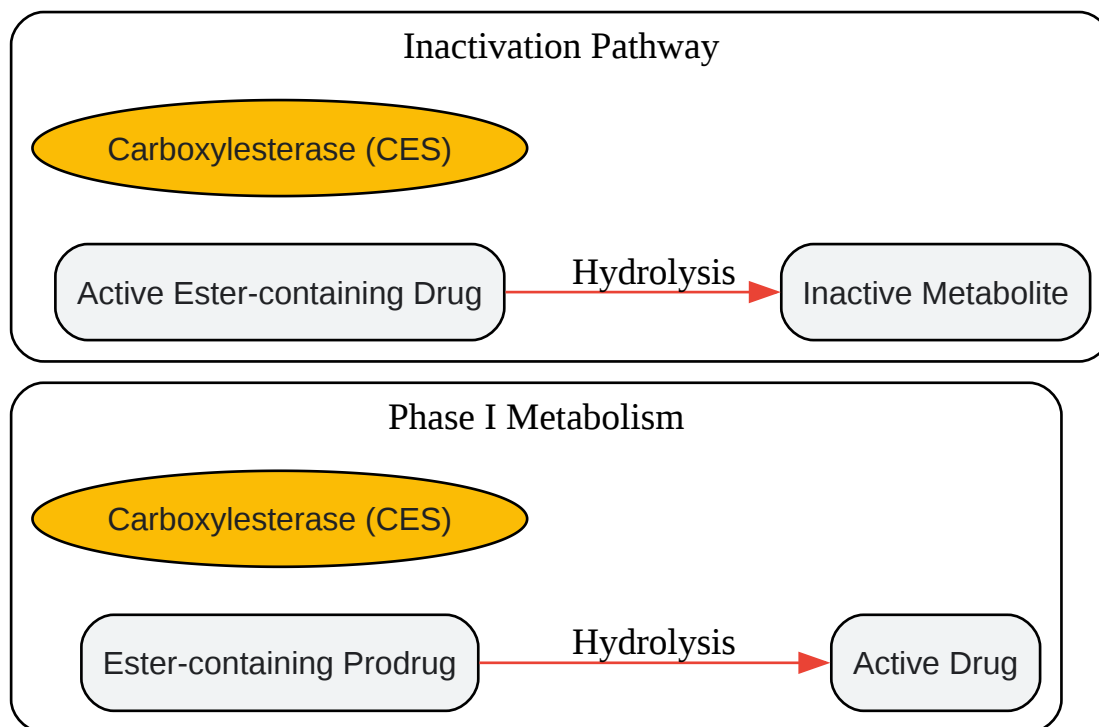 Inactivation Pathway
Carboxylesterase (CES)
Active Ester-containing Drug
Hydrolysis
Inactive Metabolite
Phase I Metabolism
Carboxylesterase (CES)
Ester-containing Prodrug
Hydrolysis
Active Drug